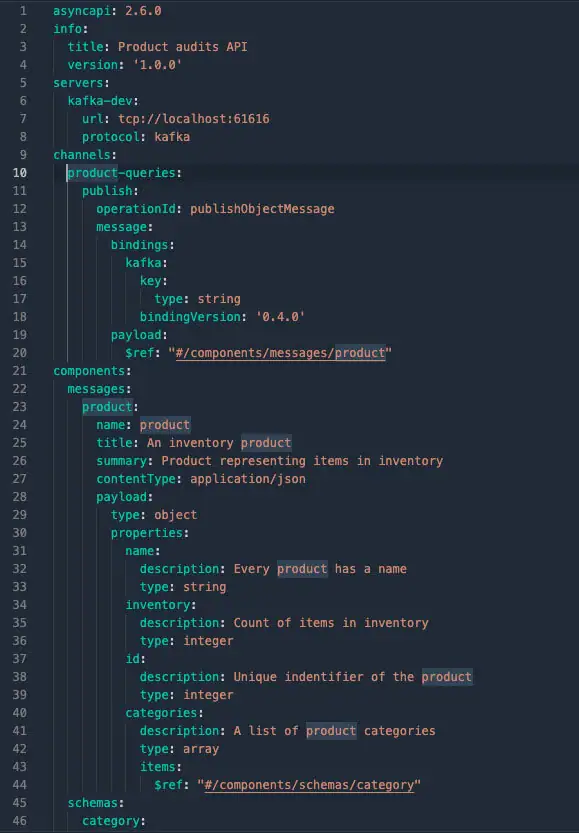 1 asyncapi: 2.6.0
2 info:
3   title: Product audits API
4   version: '1.0.0'
5 servers:
6   kafka-dev:
7     url: tcp://localhost:61616
8     protocol: kafka
9 channels:
10   product-queries:
11     publish:
12       operationId: publishObjectMessage
13       message:
14         bindings:
15           kafka:
16             key:
17               type: string
18             bindingVersion: '0.4.0'
19         payload:
20           $ref: "#/components/messages/product"
21 components:
22   messages:
23     product:
24       name: product
25       title: An inventory product
26       summary: Product representing items in inventory
27       contentType: application/json
28       payload:
29         type: object
30         properties:
31           name:
32             description: Every product has a name
33             type: string
34           inventory:
35             description: Count of items in inventory
36             type: integer
37           id:
38             description: Unique indentifier of the product
39             type: integer
40           categories:
41             description: A list of product categories
42             type: array
43             items:
44               $ref: "#/components/schemas/category"
45   schemas:
46     category: